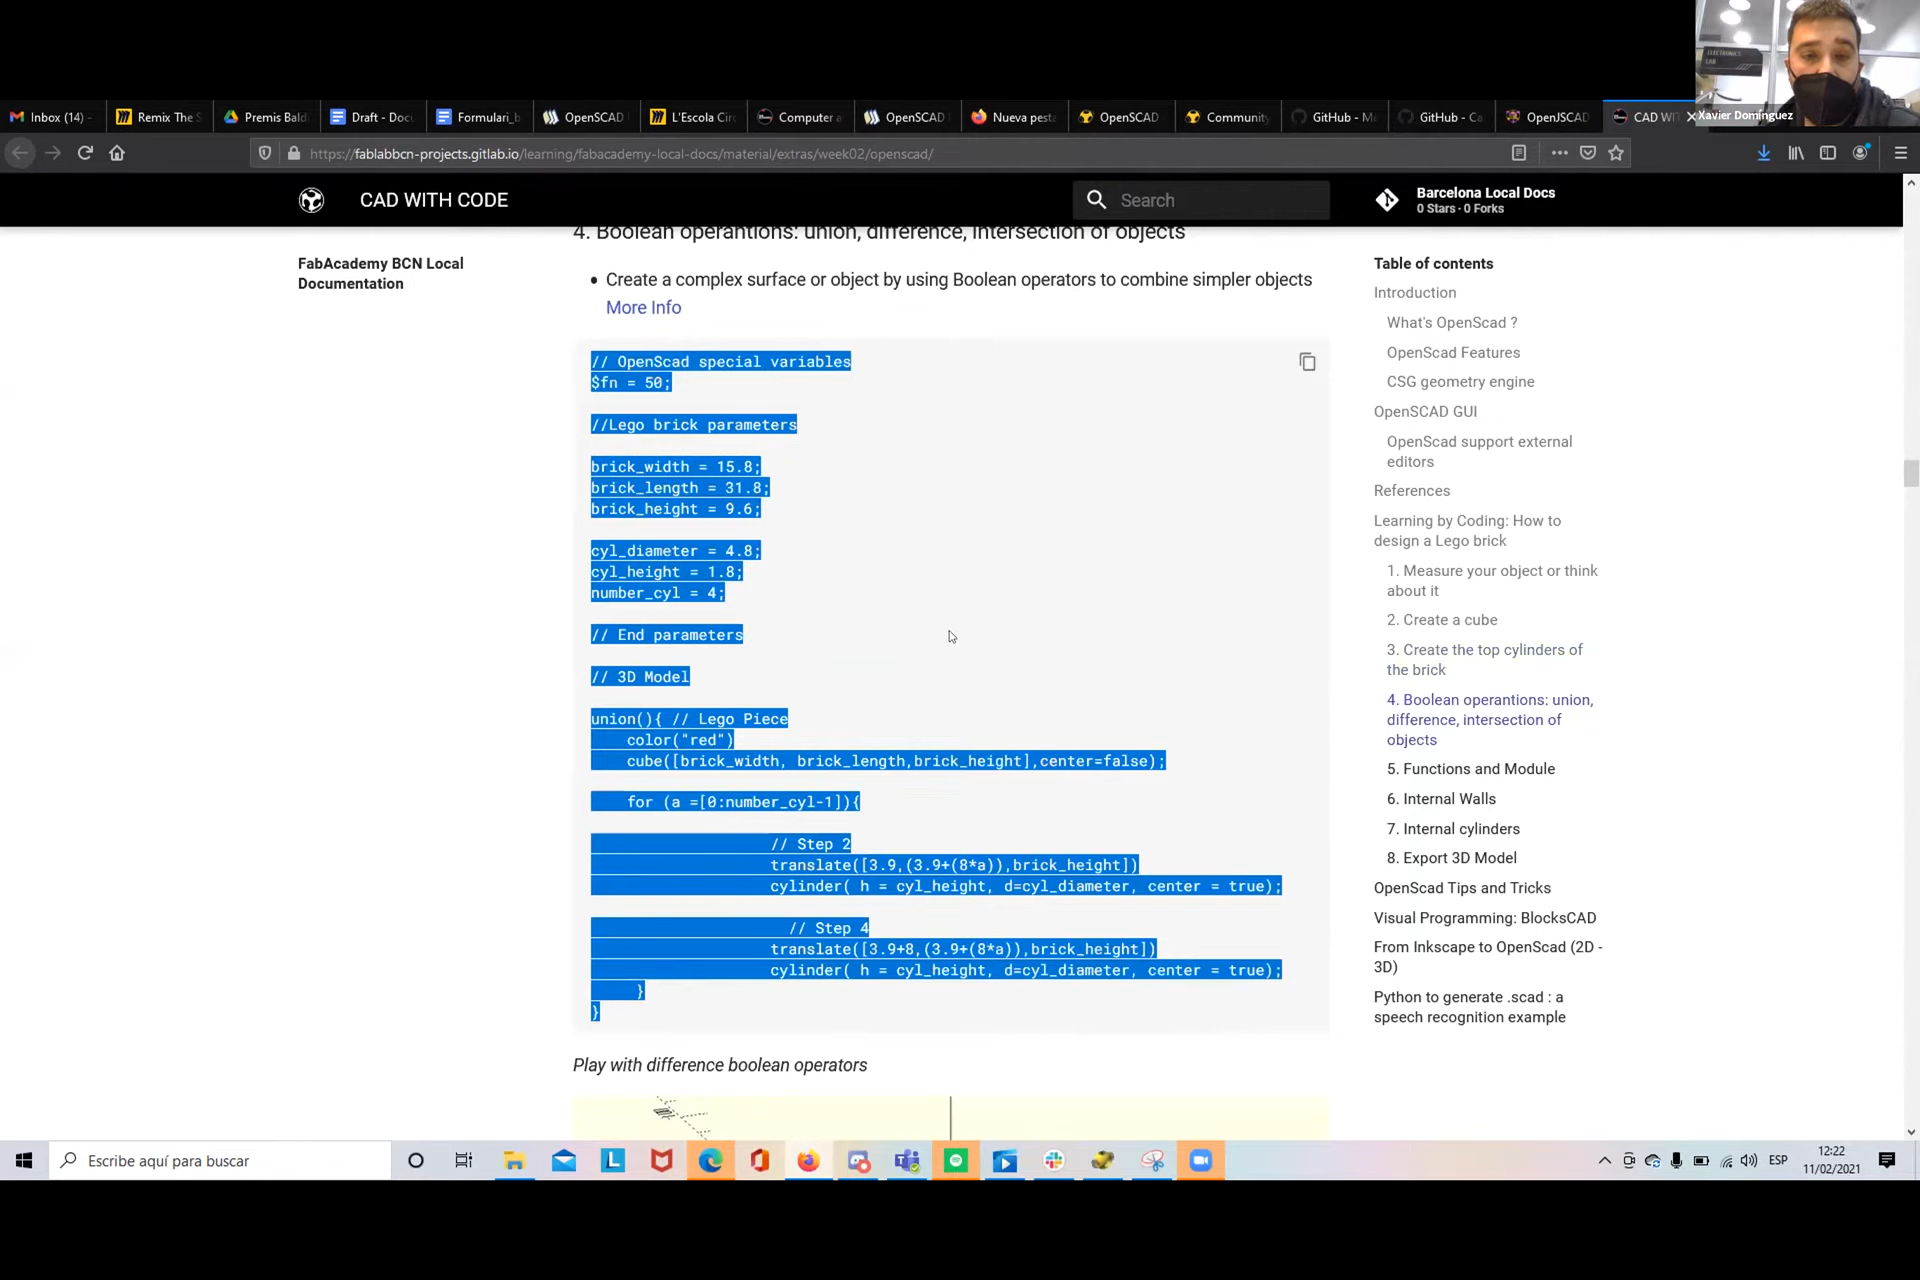 ELECTRONICS
LAB
Xavier Domínguez
Inbox (14) -
Remix The S
Premis Bald
Draft - Docu
Formulari_b
OpenSCAD
L'Escola Circ
Computer a
OpenSCAD
Nueva pesta
OpenSCAD
Community
GitHub - M
GitHub - Ca
OpenJSCAD
CAD WIT
https://fablabbcn-projects.gitlab.io/learning/fabacademy-local-docs/material/extras/week02/openscad/
CAD WITH CODE
Search
Barcelona Local Docs
0 Stars · 0 Forks
FabAcademy BCN Local
Documentation
4. Boolean operantions: union, difference, intersection of objects
• Create a complex surface or object by using Boolean operators to combine simpler objects
More Info
// OpenScad special variables
$fn = 50;
//Lego brick parameters
brick_width = 15.8;
brick_length = 31.8;
brick_height = 9.6;
cyl_diameter = 4.8;
cyl_height = 1.8;
number_cyl = 4;
// End parameters
// 3D Model
union(){ // Lego Piece
color("red")
cube([brick_width, brick_length,brick_height],center=false);
for (a =[0:number_cyl-1]){
// Step 2
translate([3.9,(3.9+(8*a)),brick_height])
cylinder( h = cyl_height, d=cyl_diameter, center = true);
// Step 4
translate([3.9+8,(3.9+(8*a)),brick_height])
cylinder( h = cyl_height, d=cyl_diameter, center = true);
}
}
Play with difference boolean operators
Table of contents
Introduction
What's OpenScad ?
OpenScad Features
CSG geometry engine
OpenSCAD GUI
OpenScad support external
editors
References
Learning by Coding: How to
design a Lego brick
1. Measure your object or think
about it
2. Create a cube
3. Create the top cylinders of
the brick
4. Boolean operantions: union,
difference, intersection of
objects
5. Functions and Module
6. Internal Walls
7. Internal cylinders
8. Export 3D Model
OpenScad Tips and Tricks
Visual Programming: BlocksCAD
From Inkscape to OpenScad (2D -
3D)
Python to generate .scad : a
speech recognition example
Escribe aquí para buscar
ESP
12:22
11/02/2021